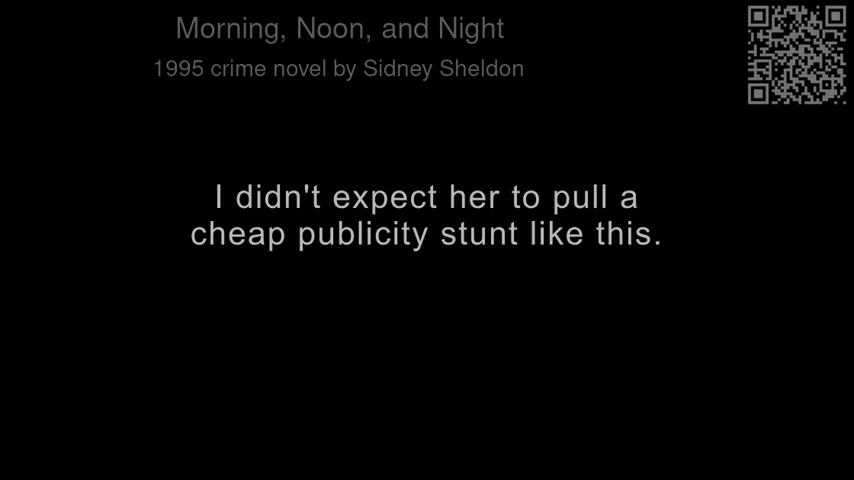 Morning, Noon, and Night
1995 crime novel by Sidney Sheldon
I didn't expect her to pull a
cheap publicity stunt like this.